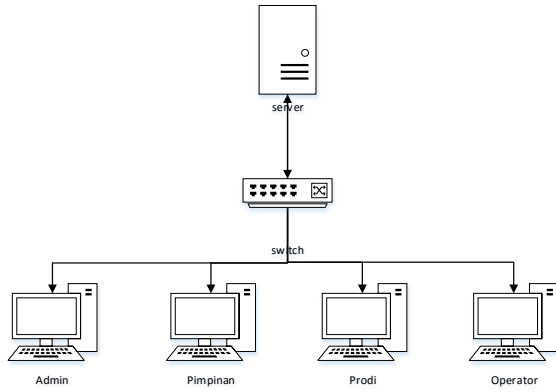 server
switch
Admin
Pimpinan
Prodi
Operator